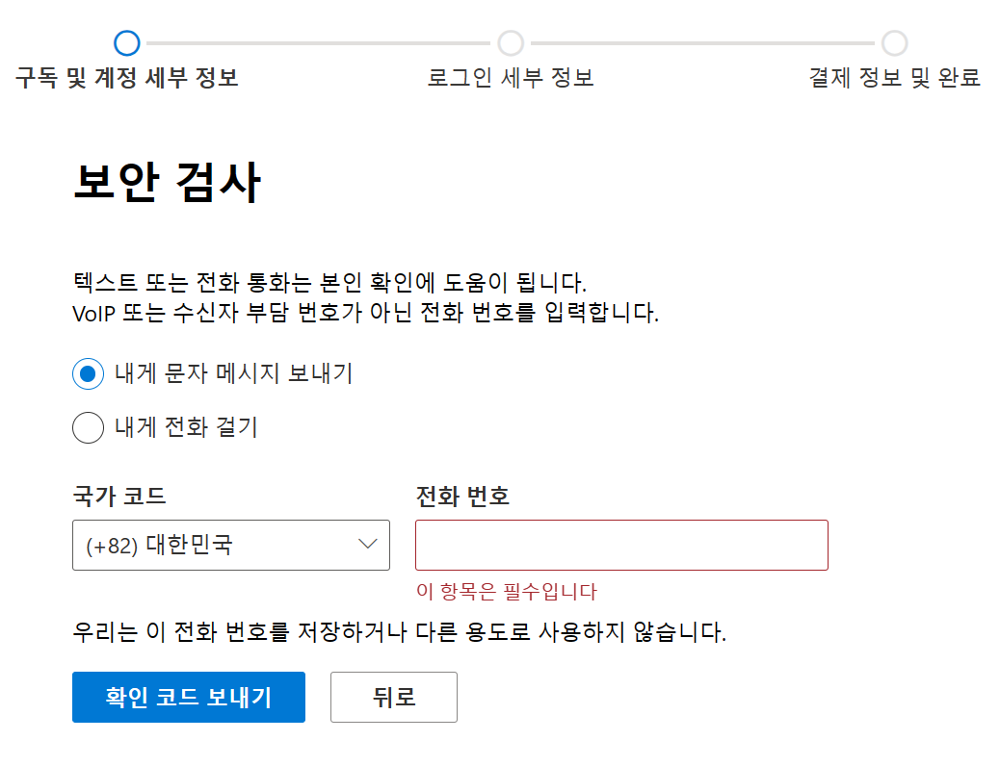 구독 및 계정 세부 정보
로그인 세부 정보
결제 정보 및 완료
보안 검사
텍스트 또는 전화 통화는 본인 확인에 도움이 됩니다.
VoIP 또는 수신자 부담 번호가 아닌 전화 번호를 입력합니다.
내게 문자 메시지 보내기
내게 전화 걸기
국가 코드
전화 번호
(+82) 대한민국
이 항목은 필수입니다
우리는 이 전화 번호를 저장하거나 다른 용도로 사용하지 않습니다.
확인 코드 보내기
뒤로